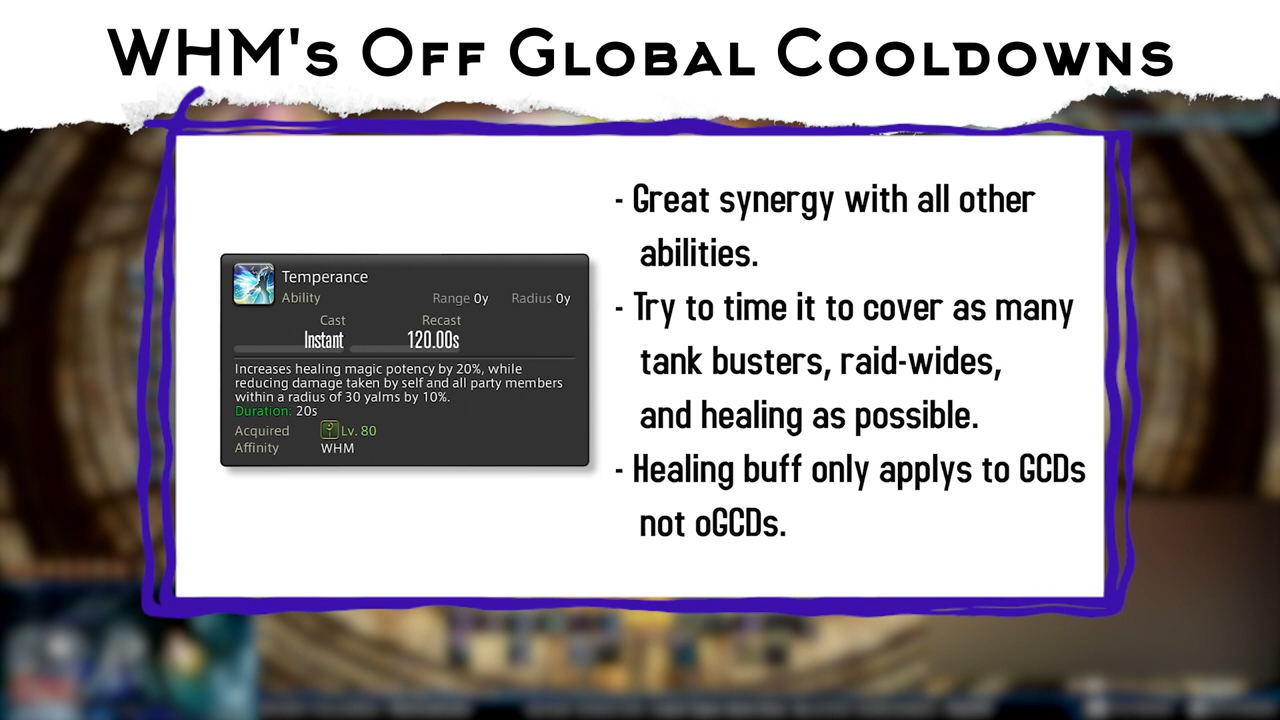 WHM's Off Global Cooldowns
Temperance
Ability Range 0y Radius 0y
Cast Recast
Instant 120.00s
Increases healing magic potency by 20%, while
reducing damage taken by self and all party members
within a radius of 30 yalms by 10%.
Duration: 20s
Acquired Lv. 80
Affinity WHM
- Great synergy with all other
abilities.
- Try to time it to cover as many
tank busters, raid-wides,
and healing as possible.
- Healing buff only applys to GCDs
not oGCDs.